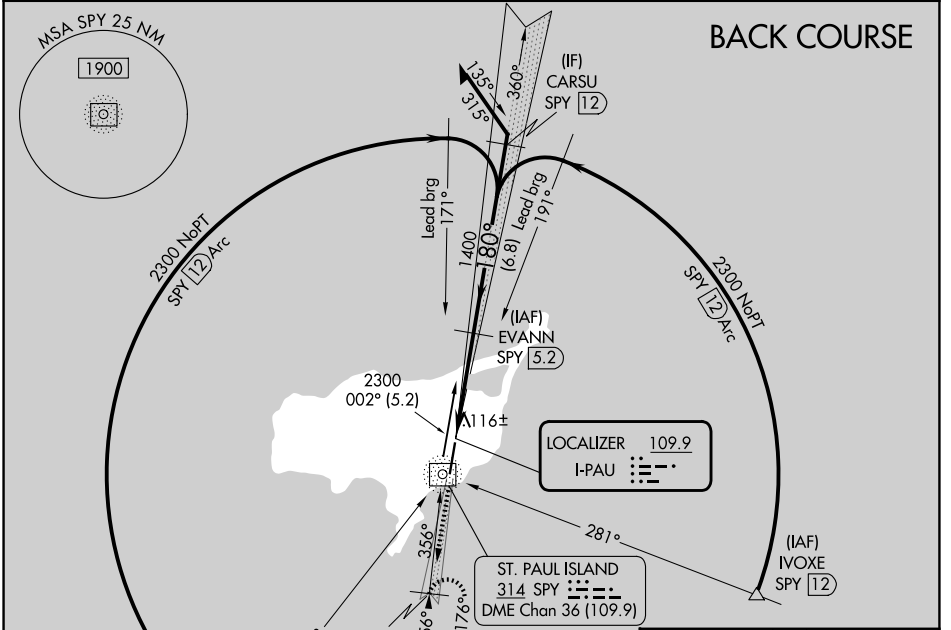 BACK COURSE
MSA SPY 25 NM
1900
135°
315°
360°
(IF)
CARSU
SPY 12
Lead brg
171°
Lead brg
191°
1400
180°
(6.8)
2300 NoPT
SPY 12 Arc
2300 NoPT
SPY 12 Arc
(IAF)
EVANN
SPY 5.2
2300
002° (5.2)
116±
LOCALIZER 109.9
I-PAU
281°
(IAF)
IVOXE
SPY 12
356°
ST. PAUL ISLAND
314 SPY
DME Chan 36 (109.9)
176°